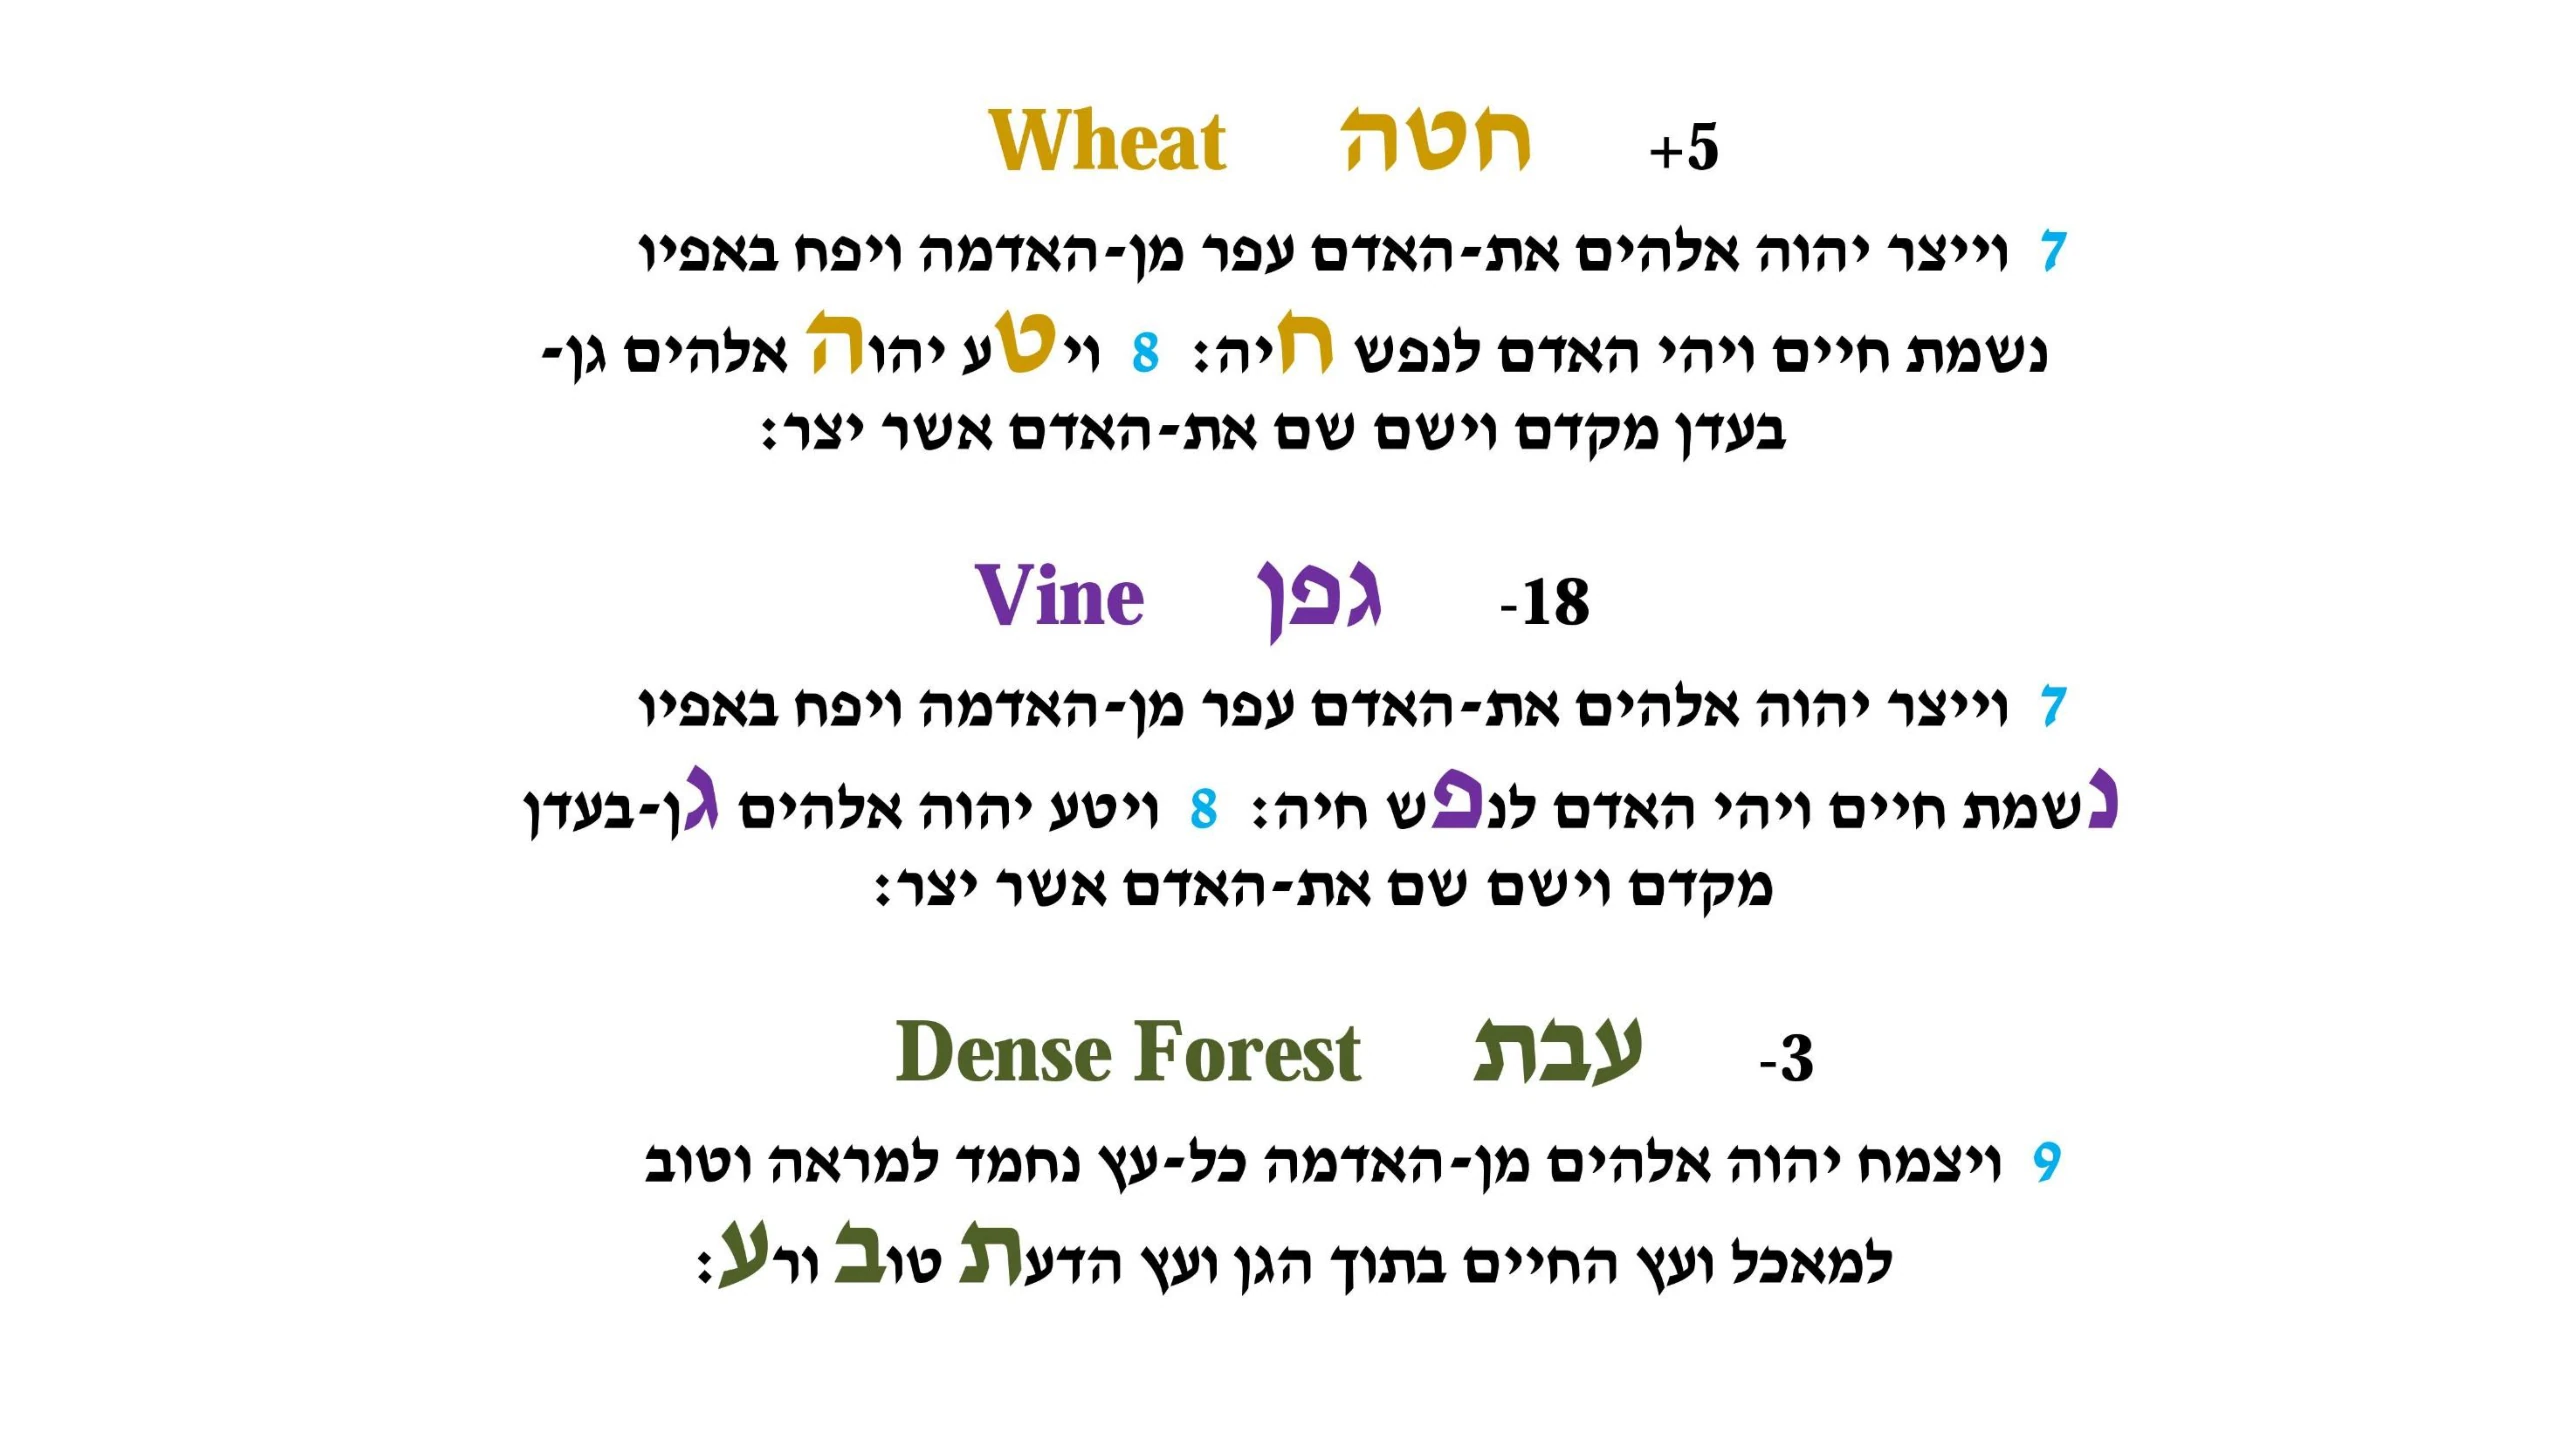 Wheat חטה +5
7 וייצר יהוה אלהים את-האדם עפר מן-האדמה ויפח באפיו
נשמת חיים ויהי האדם לנפש חיה: 8 ויטע יהוה אלהים גן-
בעדן מקדם וישם שם את-האדם אשר יצר:
Vine גפן -18
7 וייצר יהוה אלהים את-האדם עפר מן-האדמה ויפח באפיו
נשמת חיים ויהי האדם לנפש חיה: 8 ויטע יהוה אלהים גן-בעדן
מקדם וישם שם את-האדם אשר יצר:
Dense Forest עבת -3
9 ויצמח יהוה אלהים מן-האדמה כל-עץ נחמד למראה וטוב
למאכל ועץ החיים בתוך הגן ועץ הדעת טוב ורע: